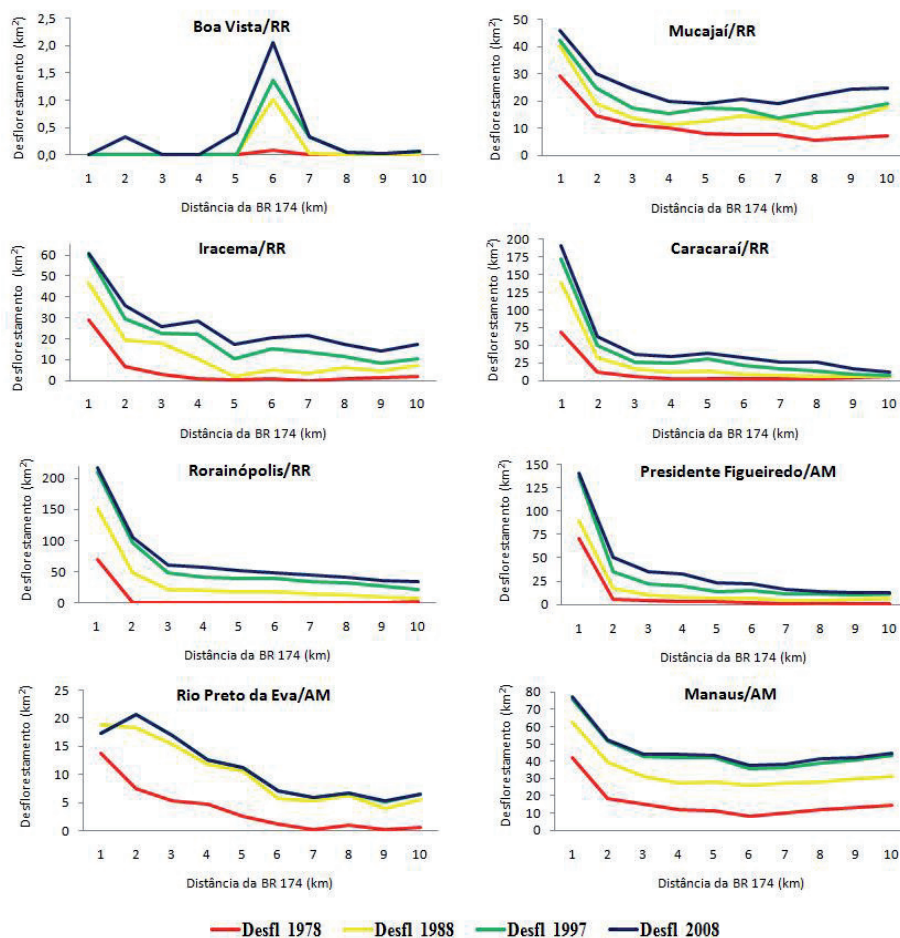 Boa Vista/RR
Desflorestamento (km²)
2,0
1,5
1,0
0,5
0,0
1 2 3 4 5 6 7 8 9 10
Distância da BR 174 (km)
Mucajaí/RR
Desflorestamento (km²)
50
40
30
20
10
0
1 2 3 4 5 6 7 8 9 10
Distância da BR 174 (km)
Iracema/RR
Desflorestamento (km²)
60
50
40
30
20
10
0
1 2 3 4 5 6 7 8 9 10
Distância da BR 174 (km)
Caracaraí/RR
Desflorestamento (km²)
200
175
150
125
100
75
50
25
0
1 2 3 4 5 6 7 8 9 10
Distância da BR 174 (km)
Rorainópolis/RR
Desflorestamento (km²)
200
150
100
50
0
1 2 3 4 5 6 7 8 9 10
Distância da BR 174 (km)
Presidente Figueiredo/AM
Desflorestamento (km²)
150
125
100
75
50
25
0
1 2 3 4 5 6 7 8 9 10
Distância da BR 174 (km)
Rio Preto da Eva/AM
Desflorestamento (km²)
25
20
15
10
5
0
1 2 3 4 5 6 7 8 9 10
Distância da BR 174 (km)
Manaus/AM
Desflorestamento (km²)
80
70
60
50
40
30
20
10
0
1 2 3 4 5 6 7 8 9 10
Distância da BR 174 (km)
Desfl 1978 Desfl 1988 Desfl 1997 Desfl 2008